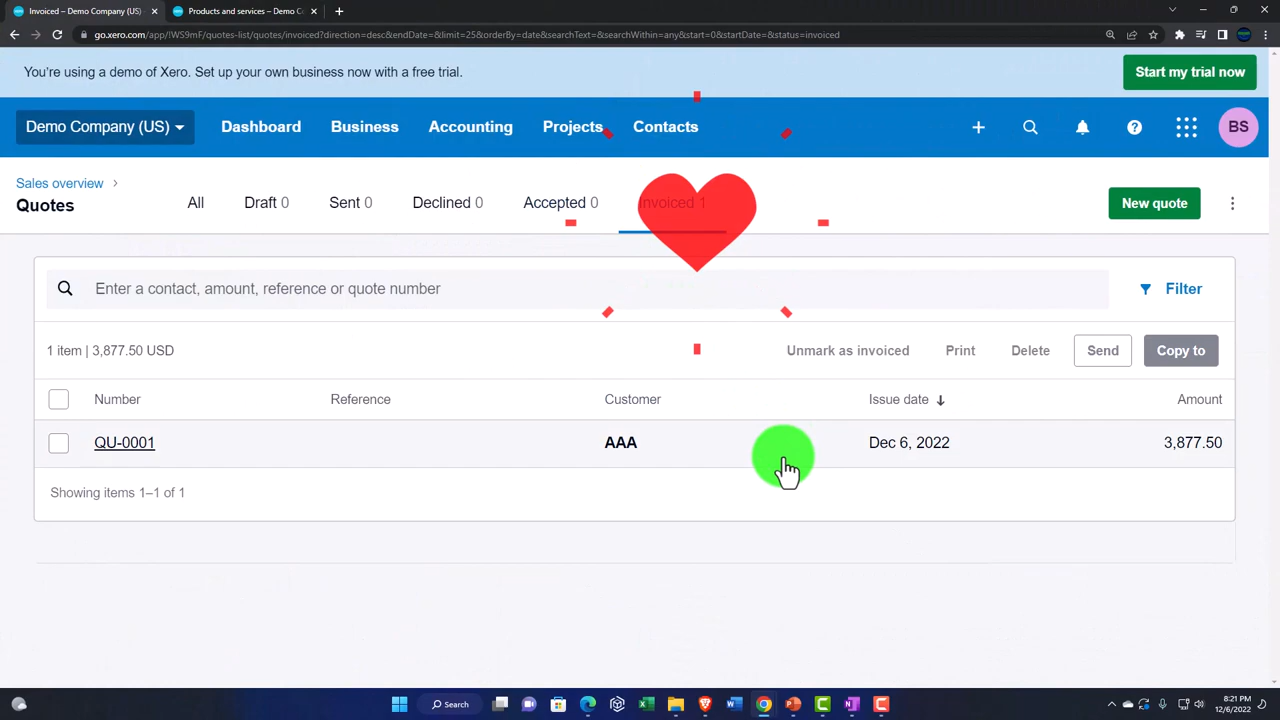 Invoiced – Demo Company (US)
Products and services – Demo Co
go.xero.com/app/!WS9mF/quotes-list/quotes/invoiced?direction=desc&endDate=&limit=25&orderBy=date&searchText=&searchWithin=any&start=0&startDate=&status=invoiced
You're using a demo of Xero. Set up your own business now with a free trial.
Start my trial now
Demo Company (US)
Dashboard
Business
Accounting
Projects
Contacts
BS
Sales overview
Quotes
All
Draft 0
Sent 0
Declined 0
Accepted 0
Invoiced 1
New quote
Enter a contact, amount, reference or quote number
Filter
1 item | 3,877.50 USD
Unmark as invoiced
Print
Delete
Send
Copy to
Number
Reference
Customer
Issue date
Amount
QU-0001
AAA
Dec 6, 2022
3,877.50
Showing items 1–1 of 1
Search
8:21 PM
12/6/2022